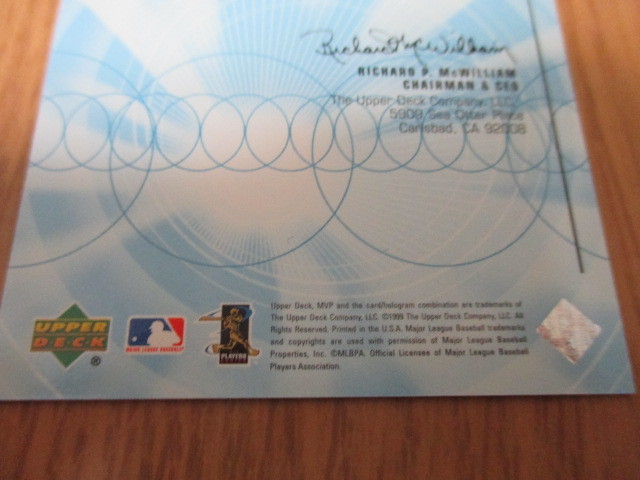 Richard P. McWilliam
RICHARD P. McWILLIAM
CHAIRMAN & CEO
The Upper Deck Company, LLC.
5909 Sea Otter Place
Carlsbad, CA 92008
UPPER
DECK
®
MAJOR LEAGUE BASEBALL
PLAYERS
Upper Deck, MVP and the card/hologram combination are trademarks of
The Upper Deck Company, LLC. ©1999 The Upper Deck Company, LLC. All
Rights Reserved. Printed in the U.S.A. Major League Baseball trademarks
and copyrights are used with permission of Major League Baseball
Properties, Inc. ©MLBPA Official Licensee of Major League Baseball
Players Association.